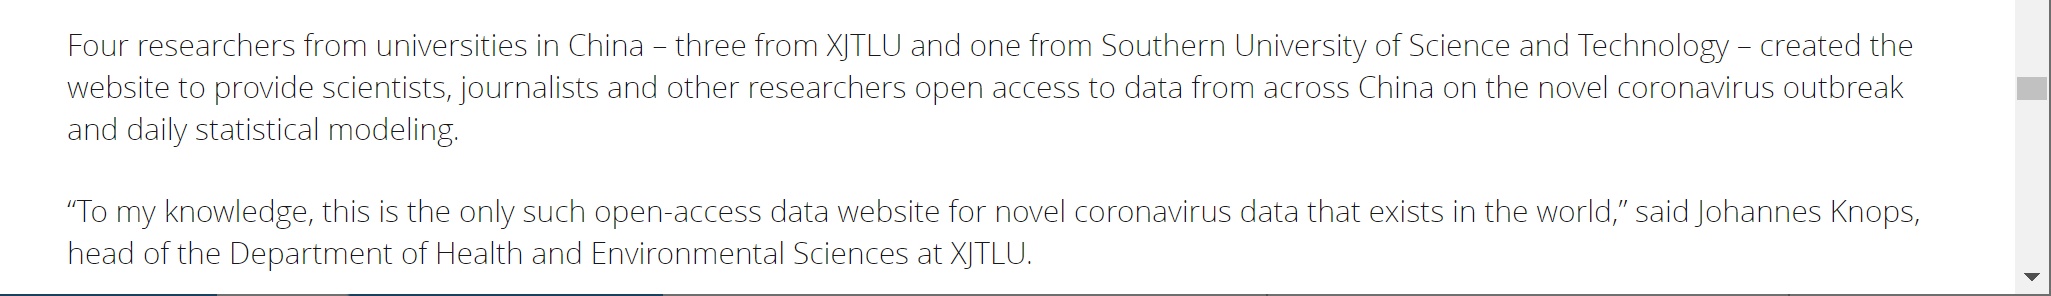 Four researchers from universities in China – three from XJTLU and one from Southern University of Science and Technology – created the
website to provide scientists, journalists and other researchers open access to data from across China on the novel coronavirus outbreak
and daily statistical modeling.
“To my knowledge, this is the only such open-access data website for novel coronavirus data that exists in the world,” said Johannes Knops,
head of the Department of Health and Environmental Sciences at XJTLU.